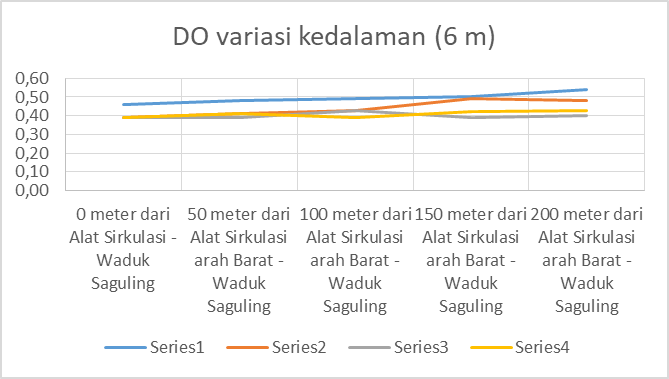 DO variasi kedalaman (6 m)
0,60
0,50
0,40
0,30
0,20
0,10
0,00
0 meter dari
Alat Sirkulasi -
Waduk
Saguling
50 meter dari
Alat Sirkulasi
arah Barat -
Waduk
Saguling
100 meter dari
Alat Sirkulasi
arah Barat -
Waduk
Saguling
150 meter dari
Alat Sirkulasi
arah Barat -
Waduk
Saguling
200 meter dari
Alat Sirkulasi
arah Barat -
Waduk
Saguling
Series1
Series2
Series3
Series4